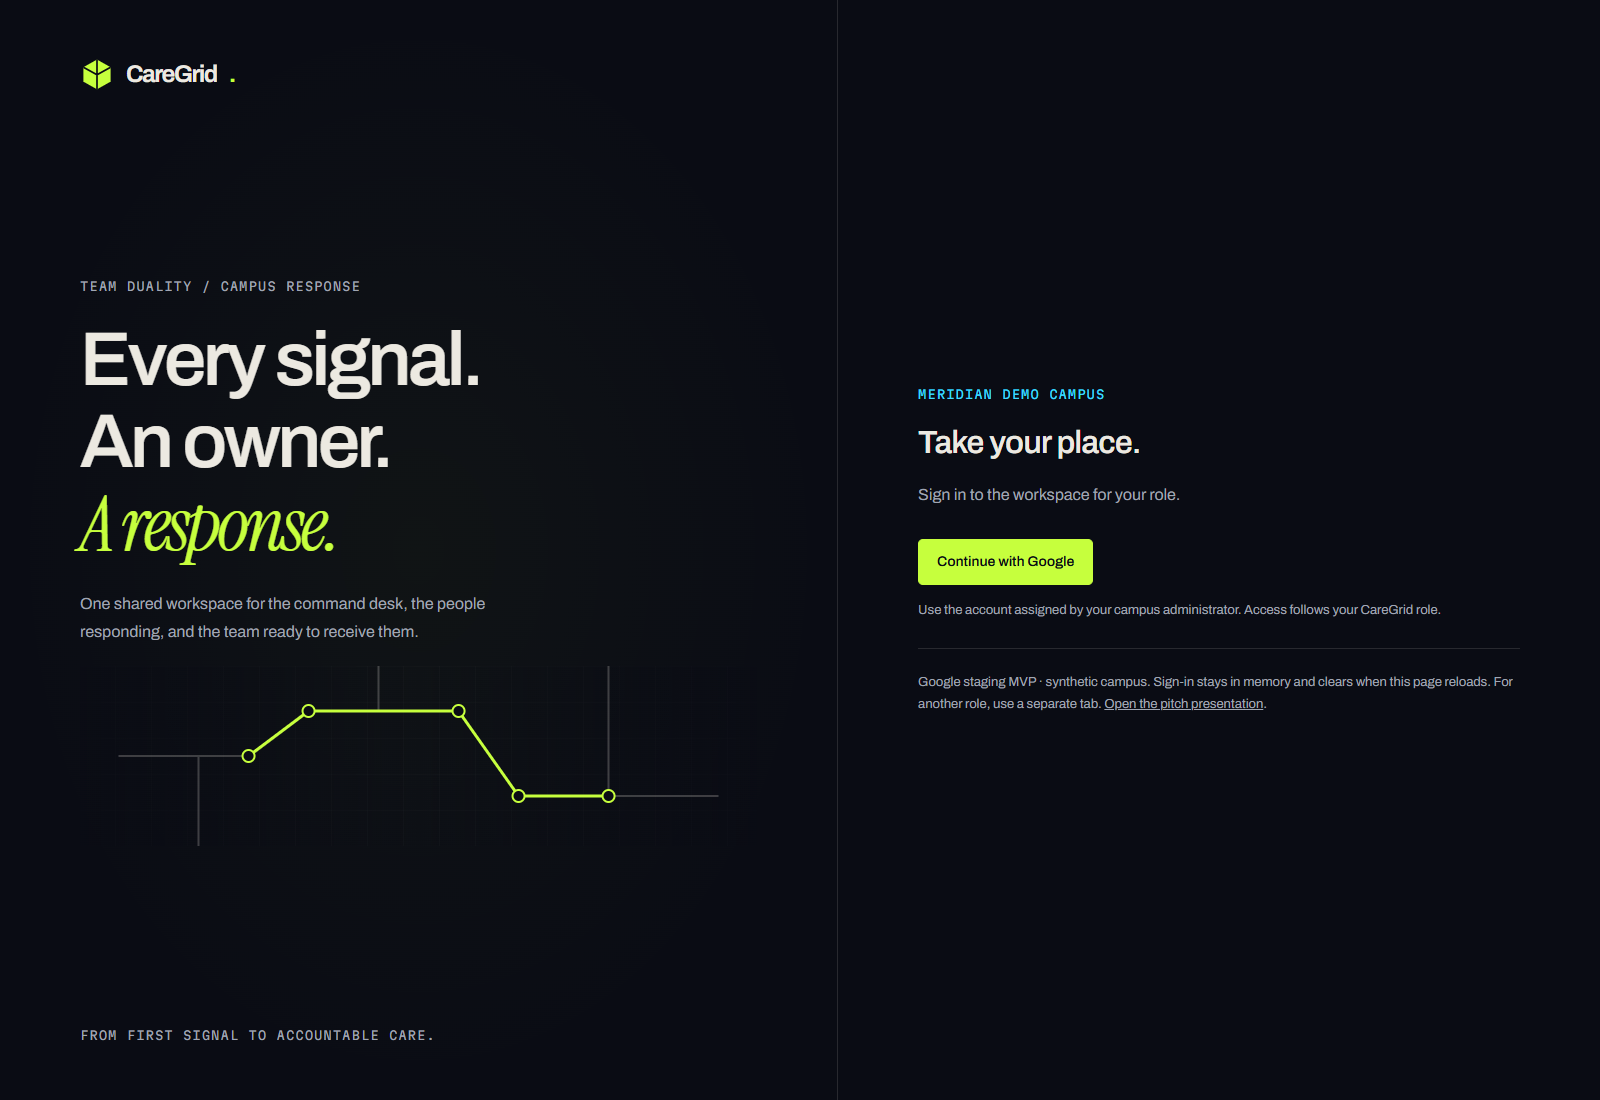 CareGrid .
TEAM DUALITY / CAMPUS RESPONSE
Every signal.
An owner.
A response.
One shared workspace for the command desk, the people
responding, and the team ready to receive them.
FROM FIRST SIGNAL TO ACCOUNTABLE CARE.
MERIDIAN DEMO CAMPUS
Take your place.
Sign in to the workspace for your role.
Continue with Google
Use the account assigned by your campus administrator. Access follows your CareGrid role.
Google staging MVP · synthetic campus. Sign-in stays in memory and clears when this page reloads. For
another role, use a separate tab. Open the pitch presentation.